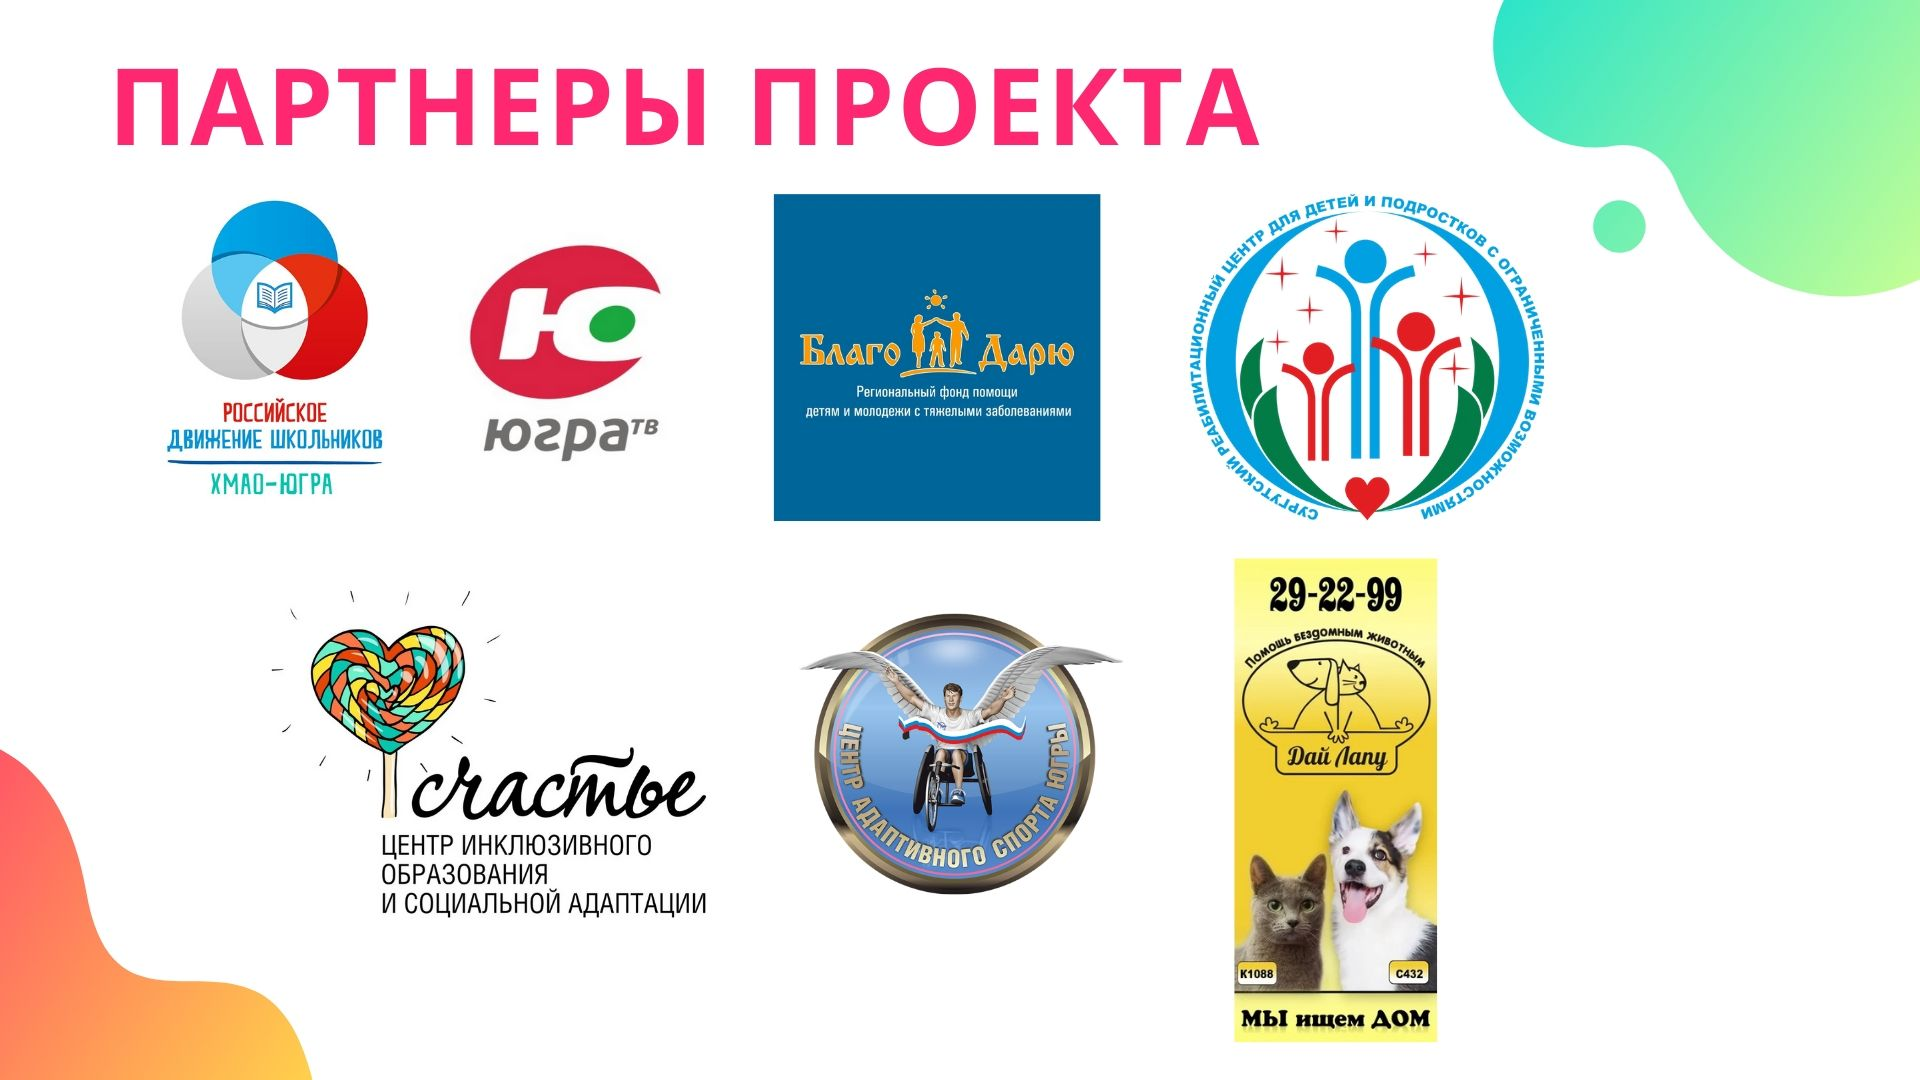 ПАРТНЕРЫ ПРОЕКТА
РОССИЙСКОЕ
ДВИЖЕНИЕ ШКОЛЬНИКОВ
ХМАО-ЮГРА
Ю
югра ТВ
Благо Дарю
Региональный фонд помощи
детям и молодежи с тяжелыми заболеваниями
СУРГУТСКИЙ РЕАБИЛИТАЦИОННЫЙ ЦЕНТР ДЛЯ ДЕТЕЙ И ПОДРОСТКОВ С ОГРАНИЧЕННЫМИ ВОЗМОЖНОСТЯМИ
счастье
ЦЕНТР ИНКЛЮЗИВНОГО
ОБРАЗОВАНИЯ
И СОЦИАЛЬНОЙ АДАПТАЦИИ
ЦЕНТР АДАПТИВНОГО СПОРТА ЮГРЫ
29-22-99
Помощь бездомным животным
Дай Лапу
К1088
С432
МЫ ищем ДОМ